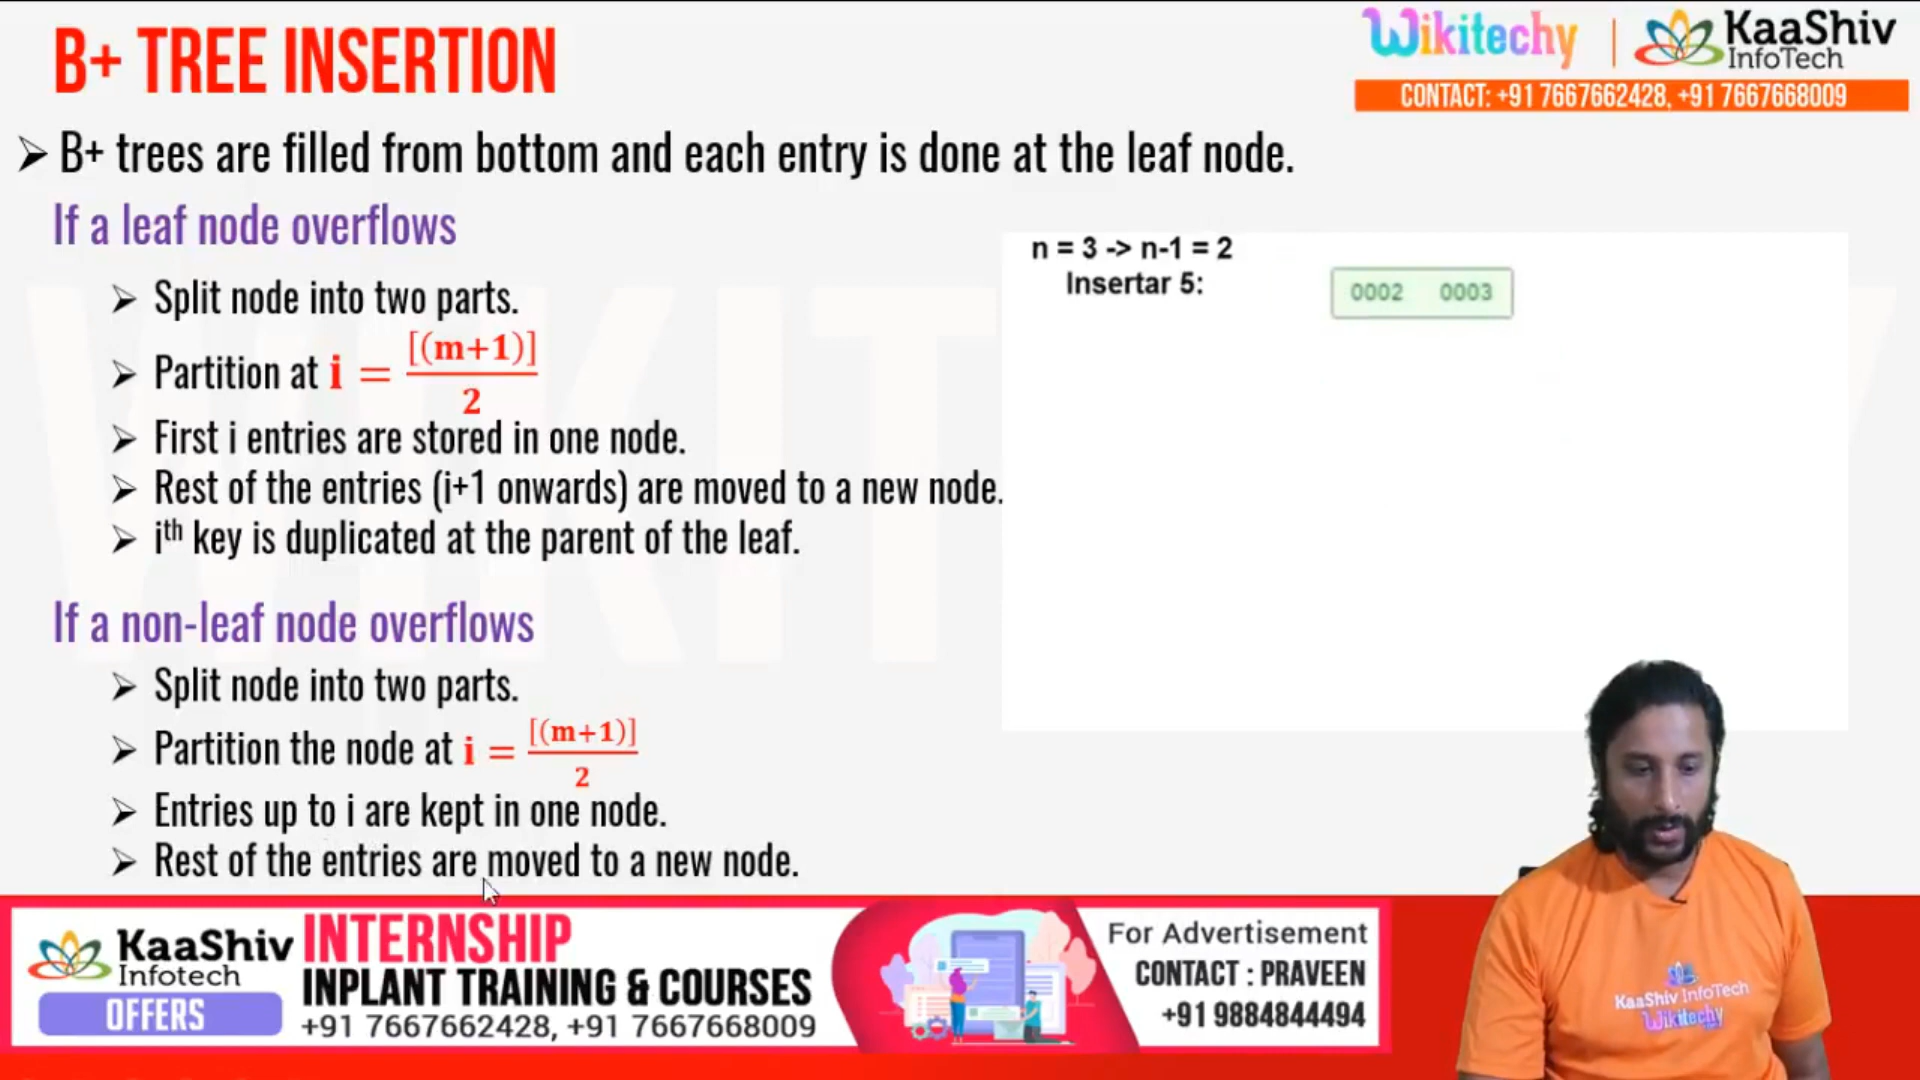 B+ TREE INSERTION
Wikitechy | KaaShiv InfoTech
CONTACT: +91 7667662428, +91 7667668009
➢ B+ trees are filled from bottom and each entry is done at the leaf node.
If a leaf node overflows
➢ Split node into two parts.
➢ Partition at i = [(m+1)] / 2
➢ First i entries are stored in one node.
➢ Rest of the entries (i+1 onwards) are moved to a new node.
➢ iᵗʰ key is duplicated at the parent of the leaf.
n = 3 -> n-1 = 2
Insertar 5:
0002 0003
If a non-leaf node overflows
➢ Split node into two parts.
➢ Partition the node at i = [(m+1)] / 2
➢ Entries up to i are kept in one node.
➢ Rest of the entries are moved to a new node.
KaaShiv Infotech
OFFERS
INTERNSHIP
INPLANT TRAINING & COURSES
+91 7667662428, +91 7667668009
For Advertisement
CONTACT : PRAVEEN
+91 9884844494
KaaShiv InfoTech
Wikitechy
WIKIT